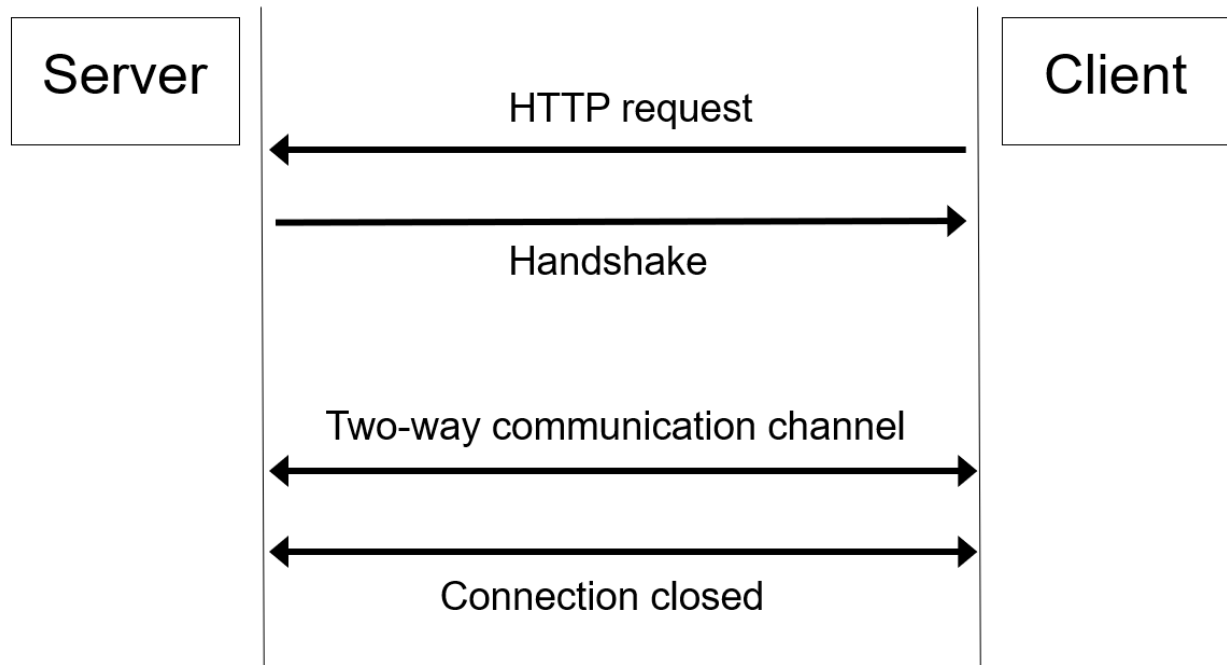 Server
Client
HTTP request
Handshake
Two-way communication channel
Connection closed